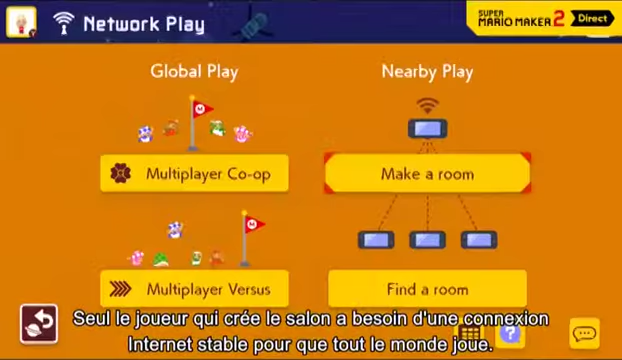 Network Play
SUPER
MARIO MAKER 2 Direct
Global Play
Nearby Play
M
Multiplayer Co-op
Make a room
M
Multiplayer Versus
Find a room
Seul le joueur qui crée le salon a besoin d'une connexion
Internet stable pour que tout le monde joue.
?